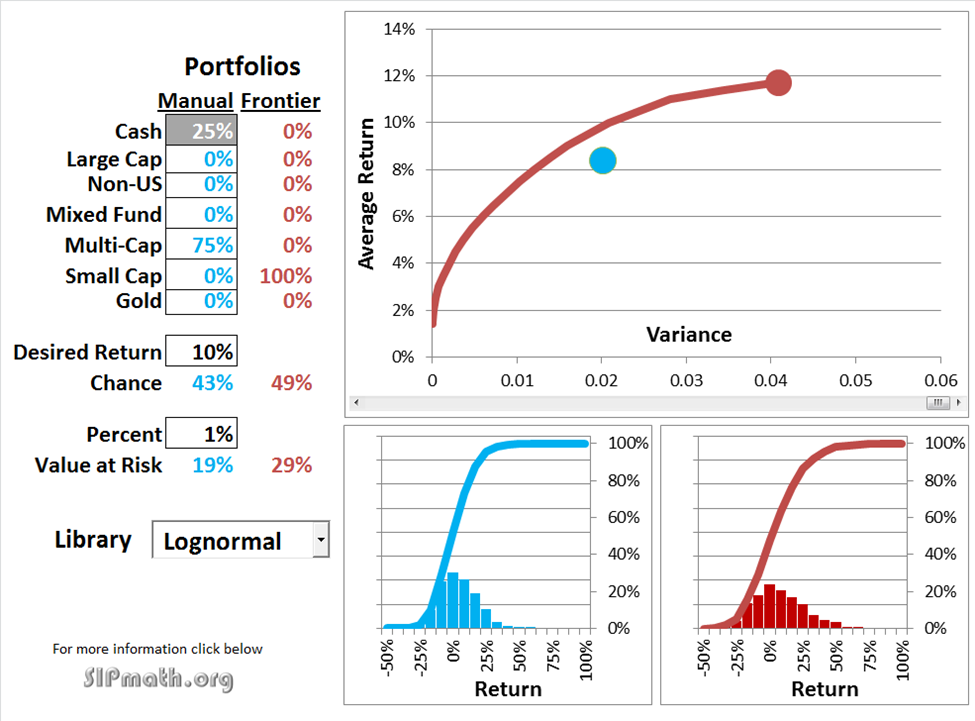 Portfolios
Manual Frontier
Cash 25% 0%
Large Cap 0% 0%
Non-US 0% 0%
Mixed Fund 0% 0%
Multi-Cap 75% 0%
Small Cap 0% 100%
Gold 0% 0%
Desired Return 10%
Chance 43% 49%
Percent 1%
Value at Risk 19% 29%
Library Lognormal
For more information click below
SIPmath.org
14%
12%
10%
8%
6%
4%
2%
0%
Average Return
Variance
0 0.01 0.02 0.03 0.04 0.05 0.06
100%
80%
60%
40%
20%
0%
-50% -25% 0% 25% 50% 75% 100%
Return
100%
80%
60%
40%
20%
0%
-50% -25% 0% 25% 50% 75% 100%
Return